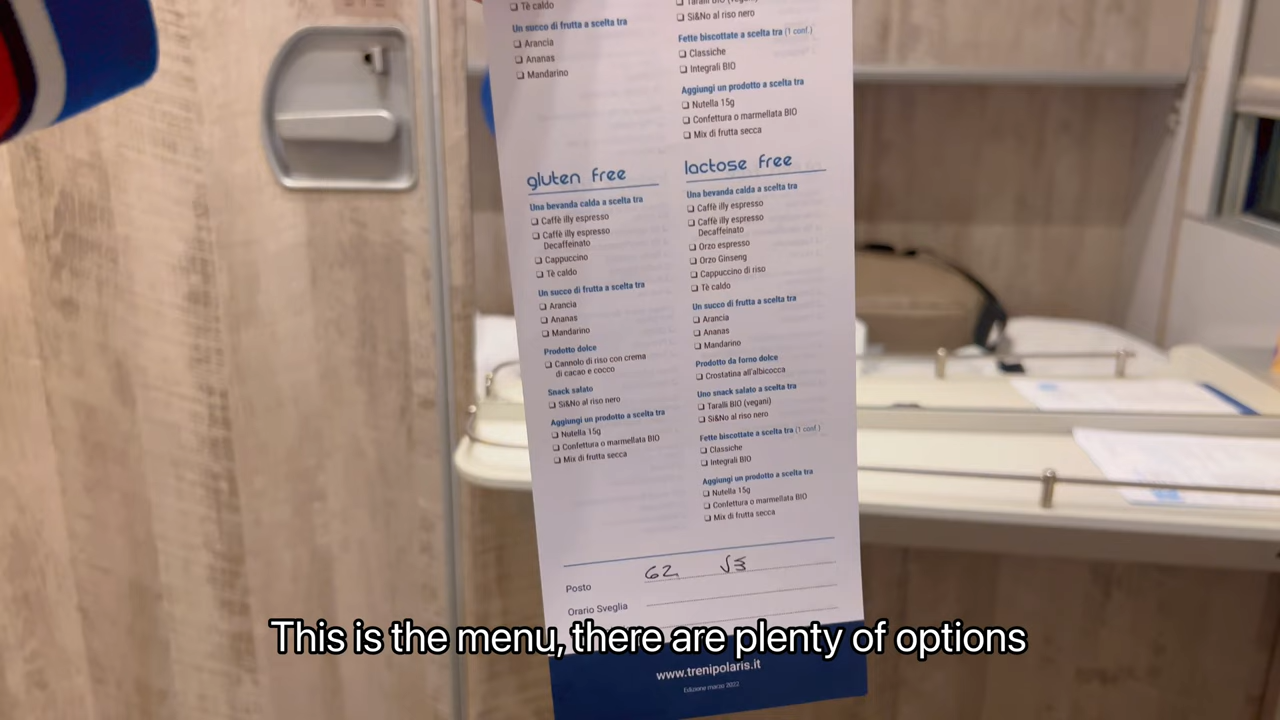 Tè caldo
Un succo di frutta a scelta tra
Arancia
Ananas
Mandarino
Taralli BIO (vegani)
Si&No al riso nero
Fette biscottate a scelta tra (1 conf.)
Classiche
Integrali BIO
Aggiungi un prodotto a scelta tra
Nutella 15g
Confettura o marmellata BIO
Mix di frutta secca
gluten free
Una bevanda calda a scelta tra
Caffè illy espresso
Caffè illy espresso
Decaffeinato
Cappuccino
Tè caldo
Un succo di frutta a scelta tra
Arancia
Ananas
Mandarino
Prodotto dolce
Cannolo di riso con crema
di cacao e cocco
Snack salato
Si&No al riso nero
Aggiungi un prodotto a scelta tra
Nutella 15g
Confettura o marmellata BIO
Mix di frutta secca
lactose free
Una bevanda calda a scelta tra
Caffè illy espresso
Caffè illy espresso
Decaffeinato
Orzo espresso
Orzo Ginseng
Cappuccino di riso
Tè caldo
Un succo di frutta a scelta tra
Arancia
Ananas
Mandarino
Prodotto da forno dolce
Crostatina all'albicocca
Uno snack salato a scelta tra
Taralli BIO (vegani)
Si&No al riso nero
Fette biscottate a scelta tra (1 conf.)
Classiche
Integrali BIO
Aggiungi un prodotto a scelta tra
Nutella 15g
Confettura o marmellata BIO
Mix di frutta secca
Posto 62
Orario Sveglia
This is the menu, there are plenty of options
www.trenipolaris.it
Edizione marzo 2022